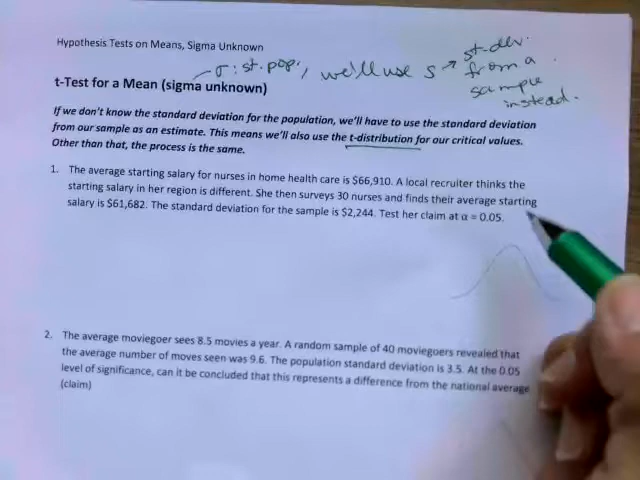 Hypothesis Tests on Means, Sigma Unknown
σ: st. pop., we'll use s → st-dev. from a sample instead.
t-Test for a Mean (sigma unknown)
If we don't know the standard deviation for the population, we'll have to use the standard deviation
from our sample as an estimate. This means we'll also use the t-distribution for our critical values.
Other than that, the process is the same.
1. The average starting salary for nurses in home health care is $66,910. A local recruiter thinks the
starting salary in her region is different. She then surveys 30 nurses and finds their average starting
salary is $61,682. The standard deviation for the sample is $2,244. Test her claim at α = 0.05.
2. The average moviegoer sees 8.5 movies a year. A random sample of 40 moviegoers revealed that
the average number of moves seen was 9.6. The population standard deviation is 3.5. At the 0.05
level of significance, can it be concluded that this represents a difference from the national average
(claim)